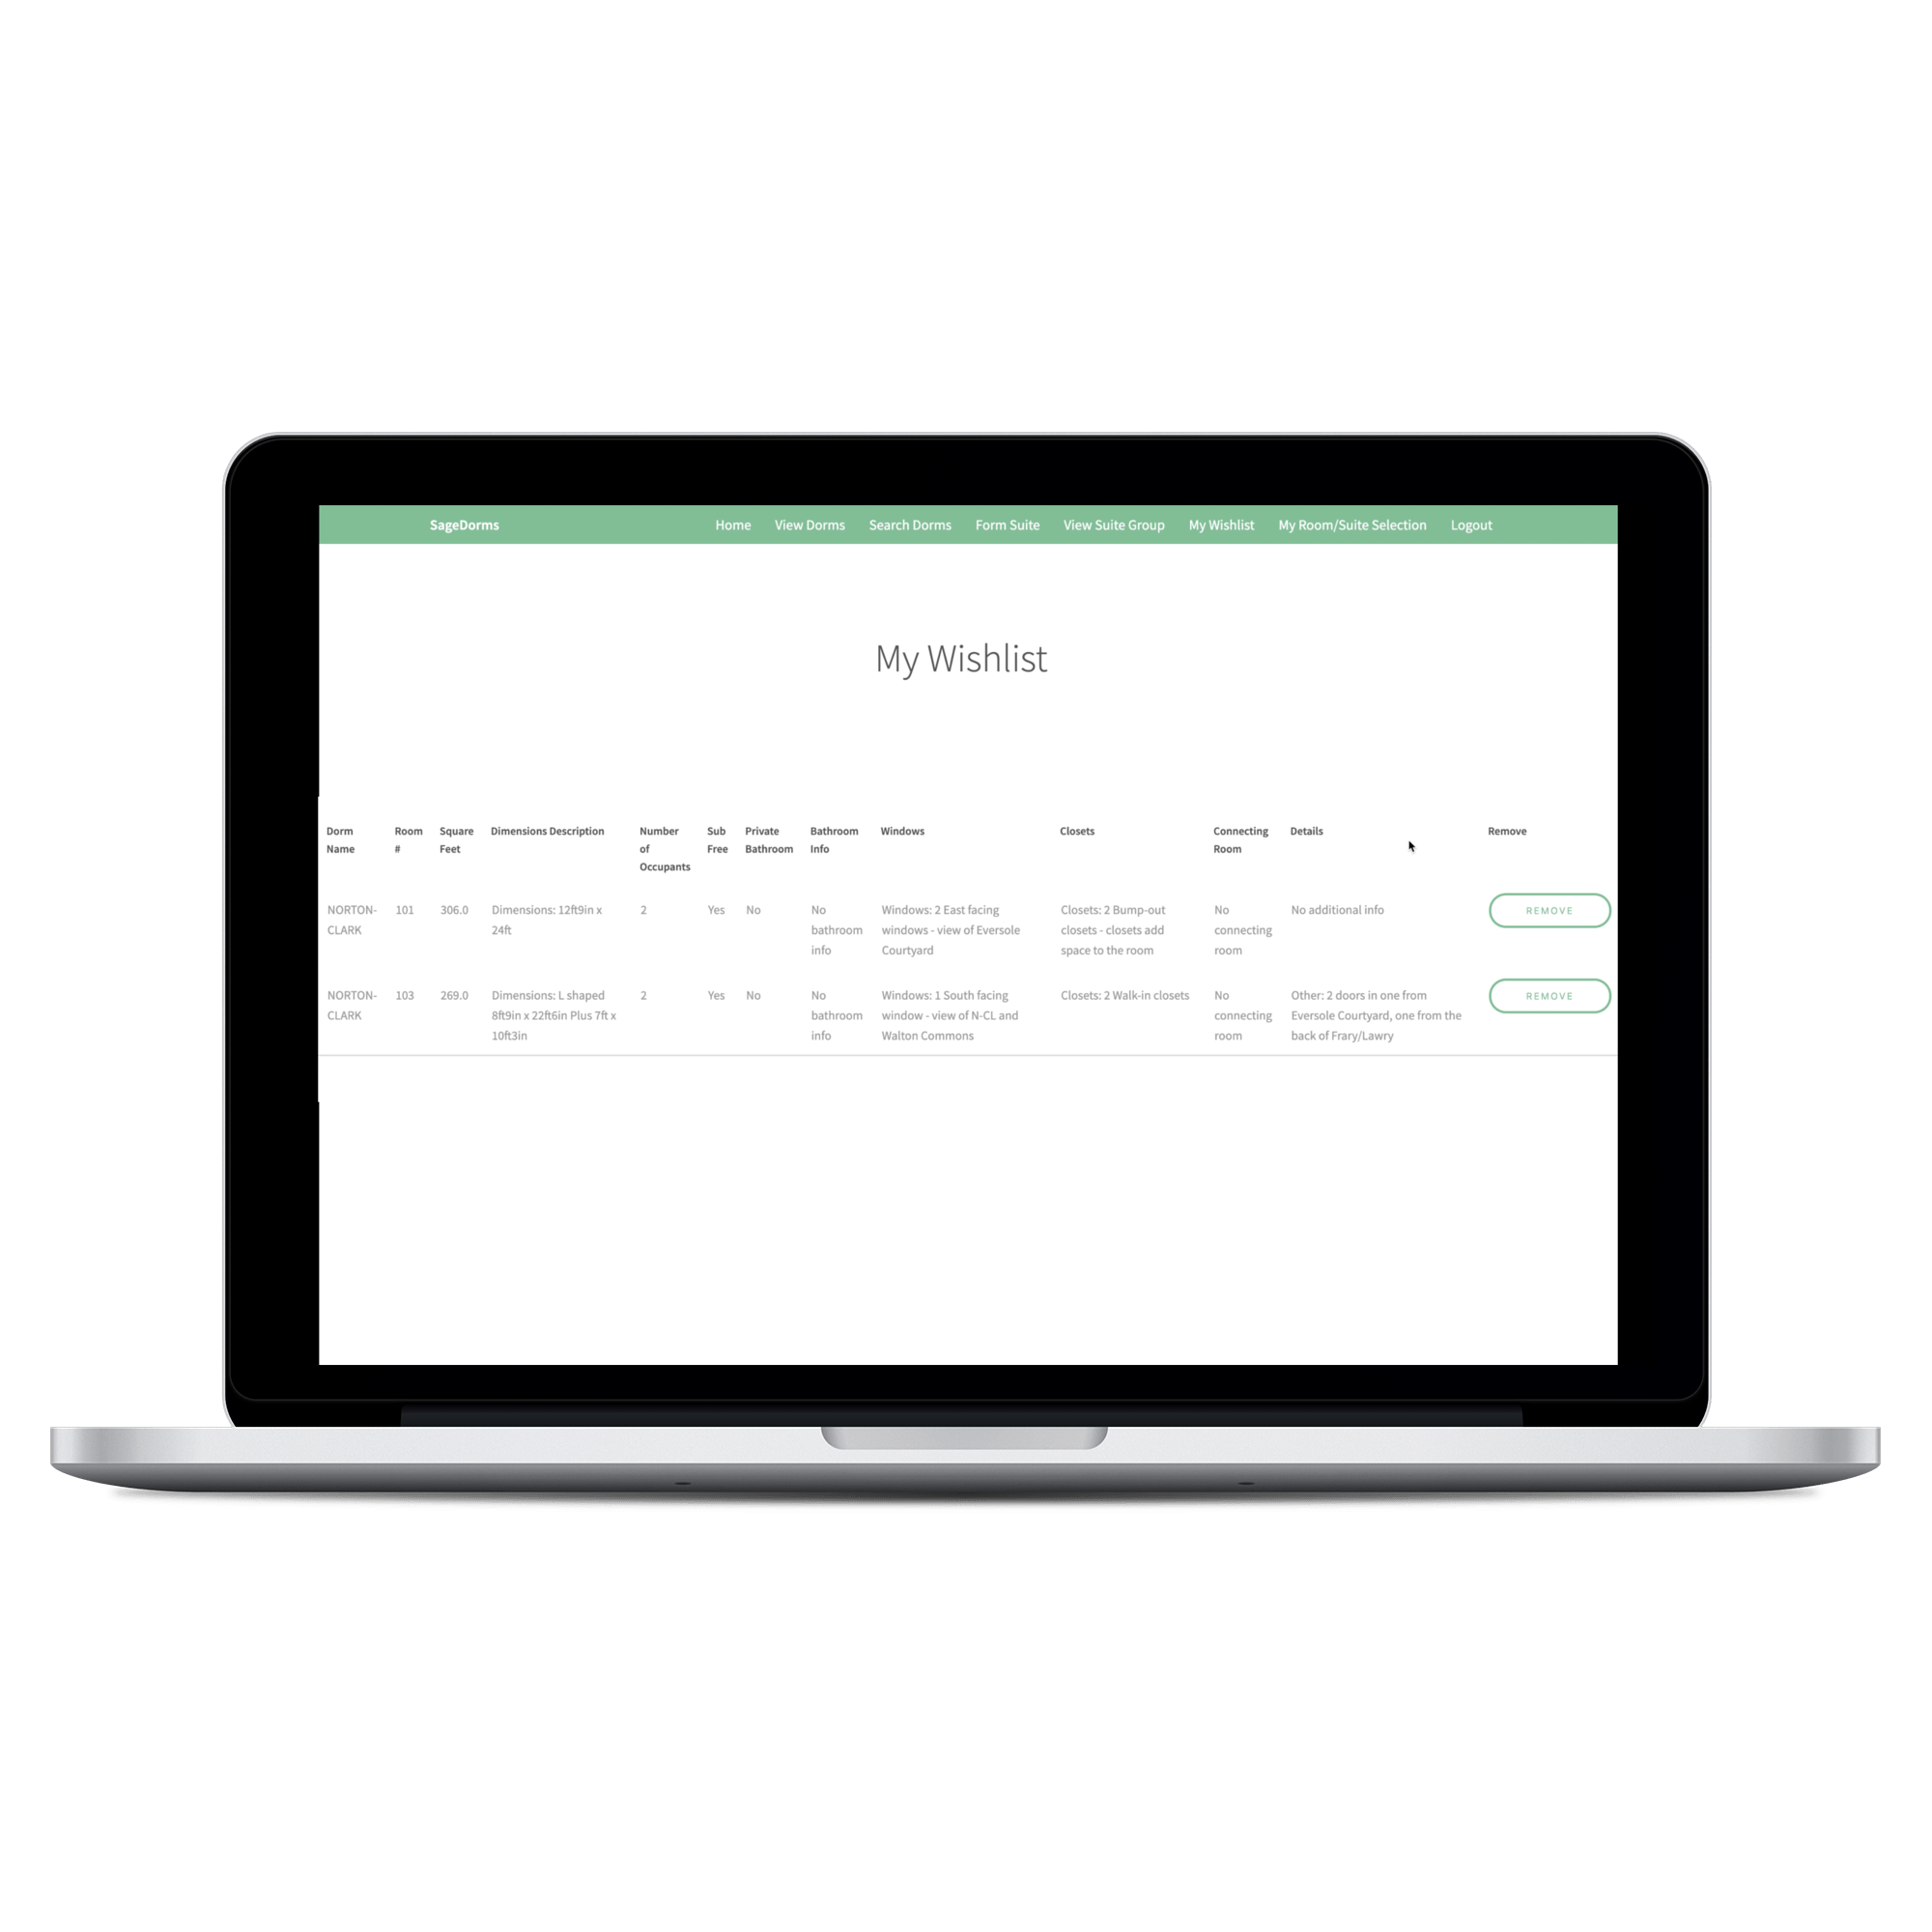 SageDorms Home View Dorms Search Dorms Form Suite View Suite Group My Wishlist My Room/Suite Selection Logout
My Wishlist
Dorm Name Room # Square Feet Dimensions Description Number of Occupants Sub Free Private Bathroom Bathroom Info Windows Closets Connecting Room Details Remove
NORTON-CLARK 101 306.0 Dimensions: 12ft9in x 24ft 2 Yes No No bathroom info Windows: 2 East facing windows - view of Eversole Courtyard Closets: 2 Bump-out closets - closets add space to the room No connecting room No additional info REMOVE
NORTON-CLARK 103 269.0 Dimensions: L shaped 8ft9in x 22ft6in Plus 7ft x 10ft3in 2 Yes No No bathroom info Windows: 1 South facing window - view of N-CL and Walton Commons Closets: 2 Walk-in closets No connecting room Other: 2 doors in one from Eversole Courtyard, one from the back of Frary/Lawry REMOVE